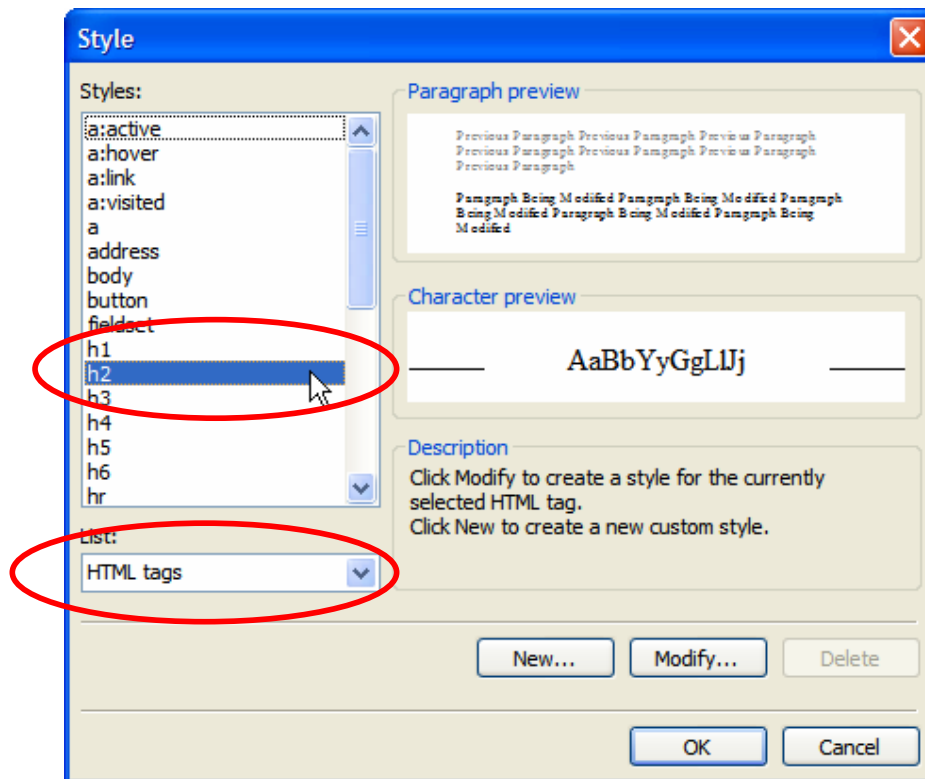 Style
Styles:
a:active
a:hover
a:link
a:visited
a
address
body
button
fieldset
h1
h2
h3
h4
h5
h6
hr
List:
HTML tags
Paragraph preview
Previous Paragraph Previous Paragraph Previous Paragraph
Previous Paragraph Previous Paragraph Previous Paragraph
Previous Paragraph
Paragraph Being Modified Paragraph Being Modified Paragraph
Being Modified Paragraph Being Modified Paragraph Being
Modified
Character preview
AaBbYyGgLlJj
Description
Click Modify to create a style for the currently
selected HTML tag.
Click New to create a new custom style.
New...
Modify...
Delete
OK
Cancel